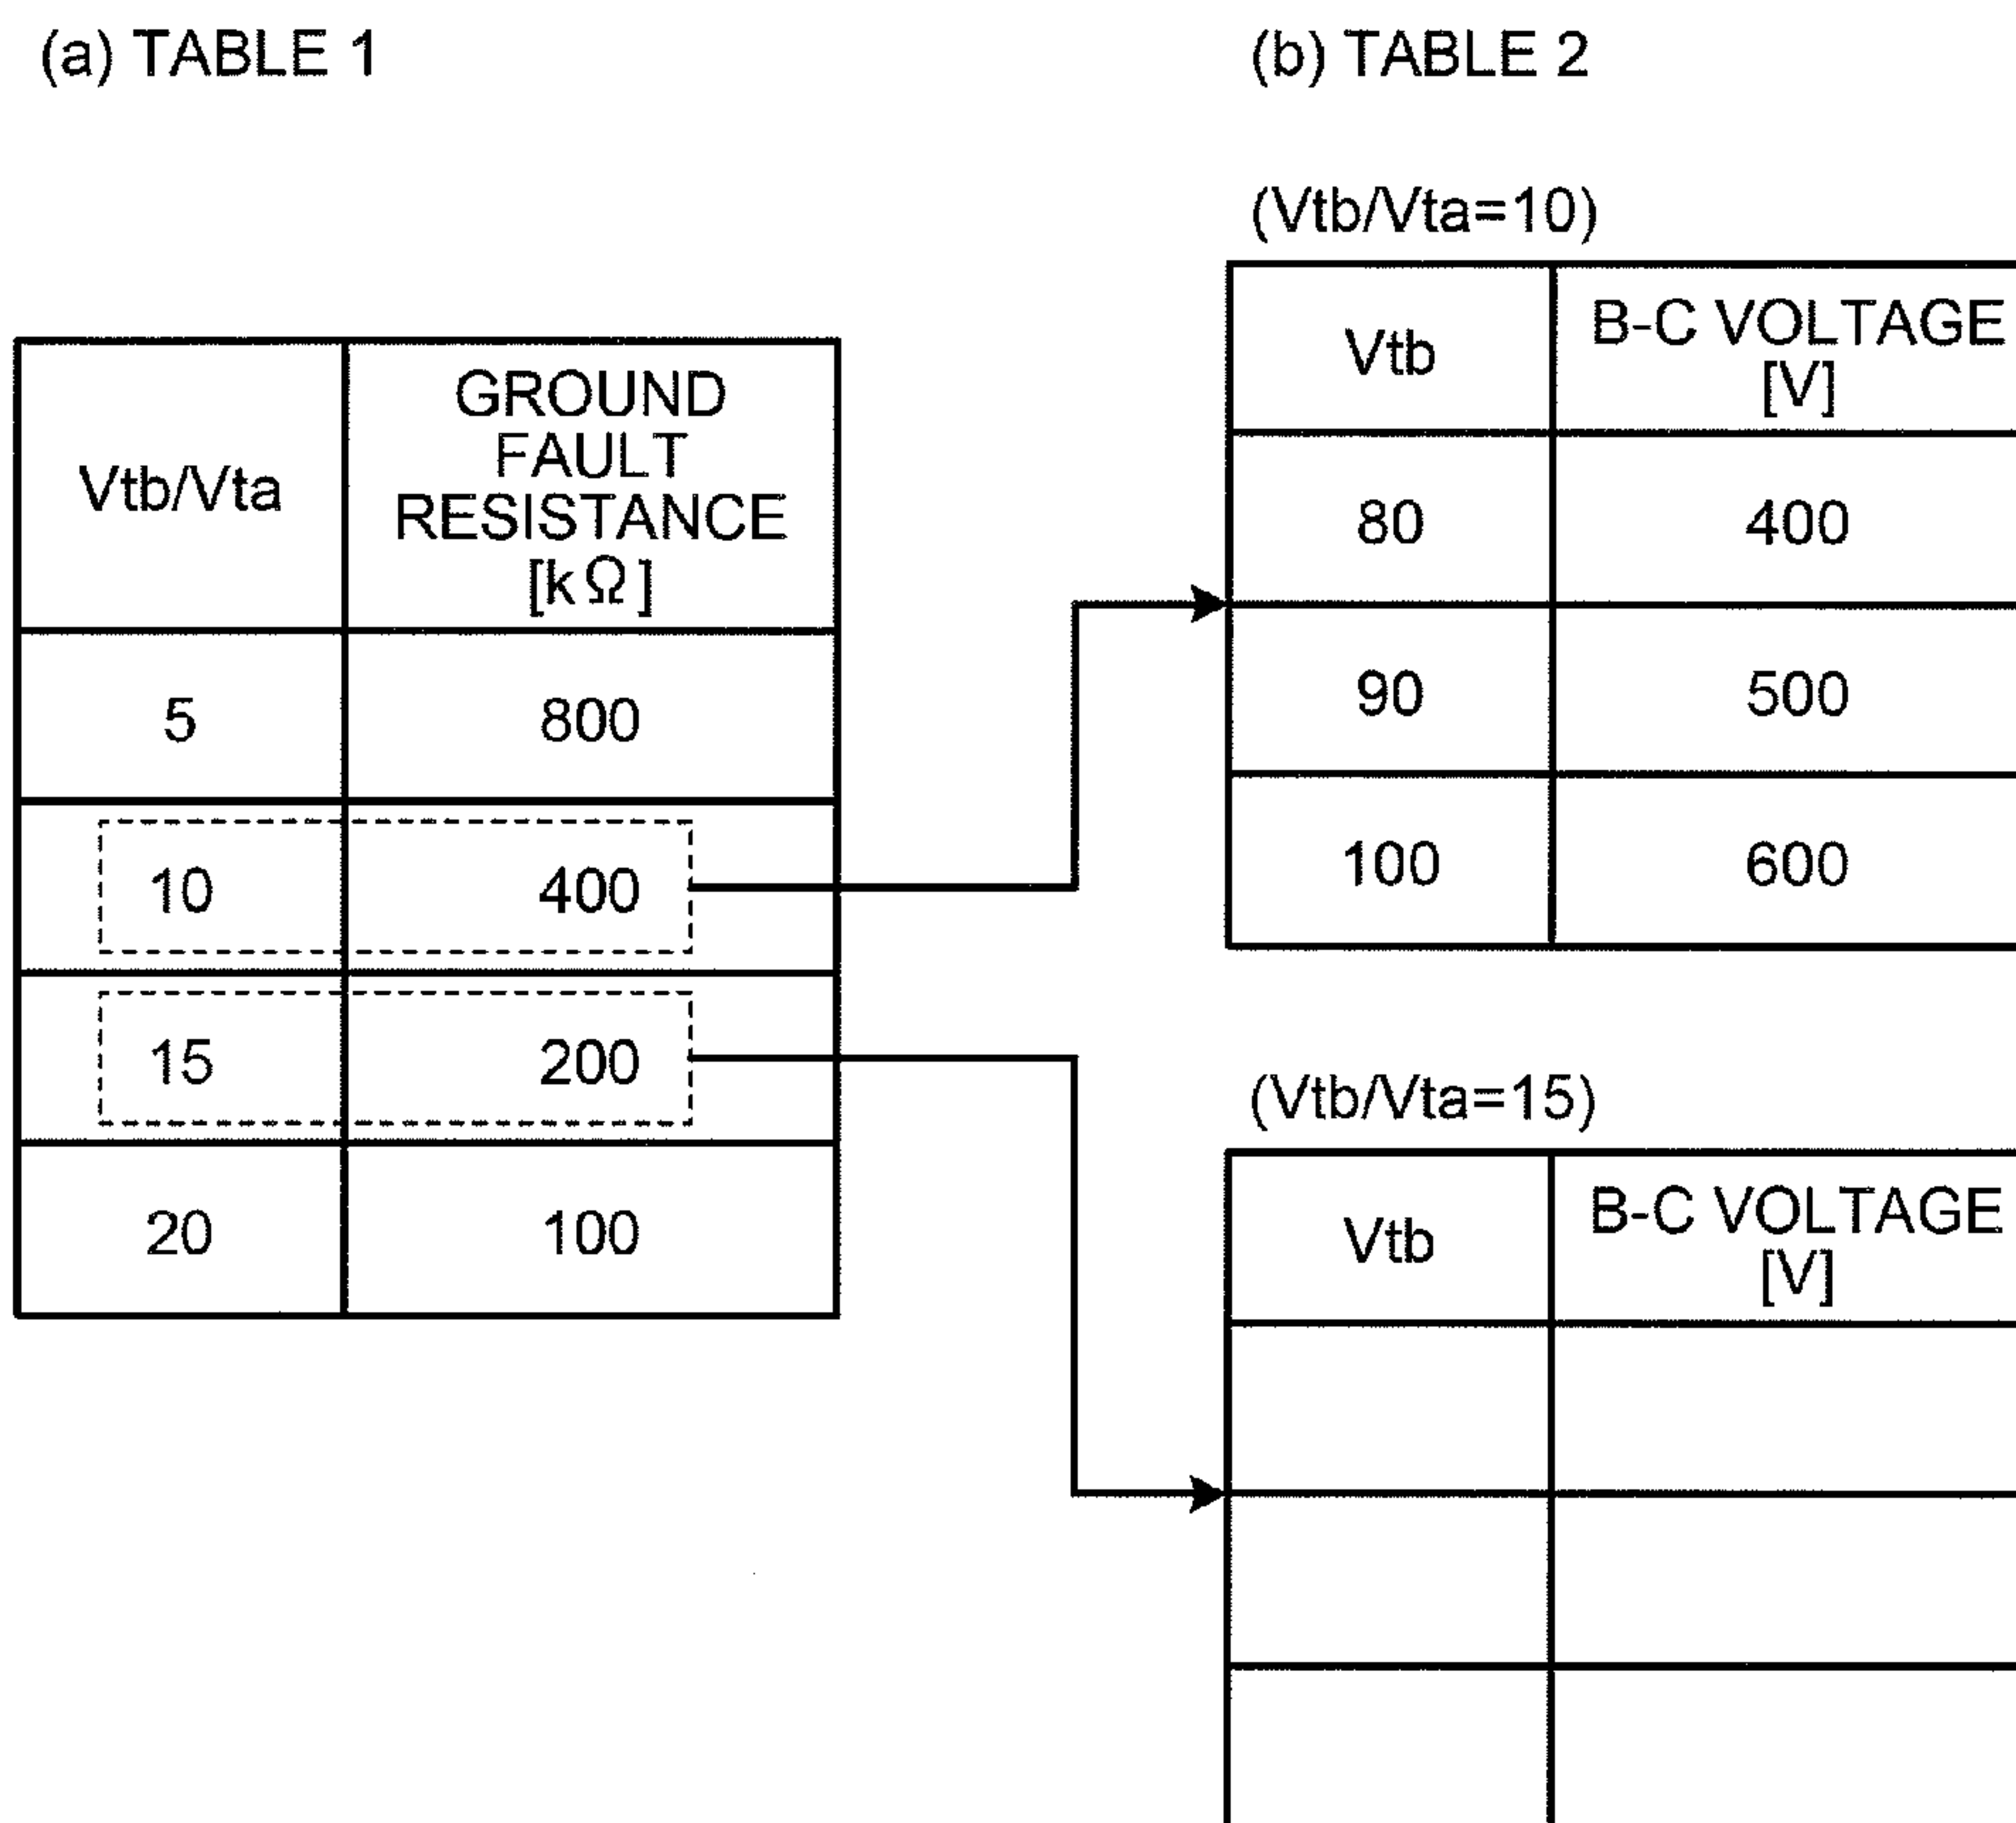 (a) TABLE 1
Vtb/Vta
GROUND
FAULT
RESISTANCE
[kΩ]
5 800
10 400
15 200
20 100
(b) TABLE 2
(Vtb/Vta=10)
Vtb
B-C VOLTAGE
[V]
80 400
90 500
100 600
(Vtb/Vta=15)
Vtb
B-C VOLTAGE
[V]